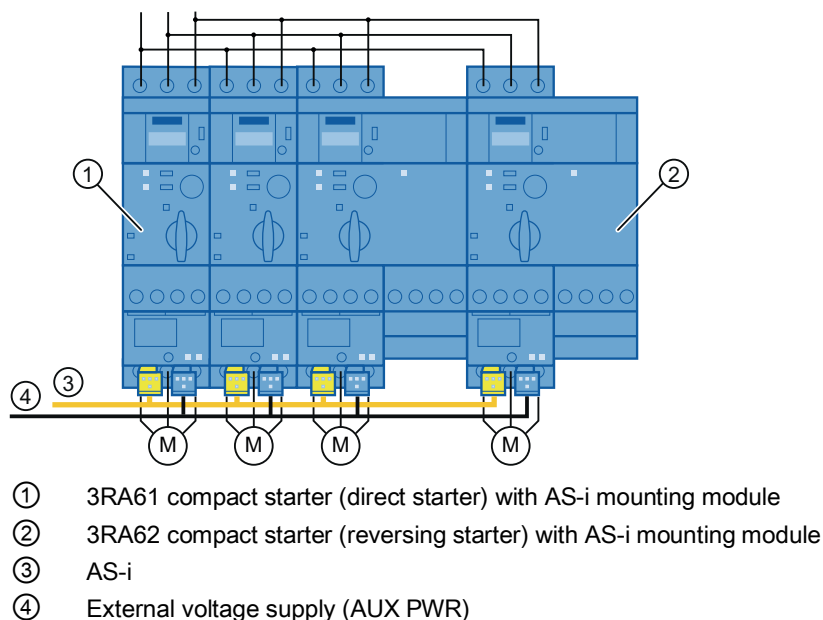 ①
②
③
④
M
M
M
M
① 3RA61 compact starter (direct starter) with AS-i mounting module
② 3RA62 compact starter (reversing starter) with AS-i mounting module
③ AS-i
④ External voltage supply (AUX PWR)